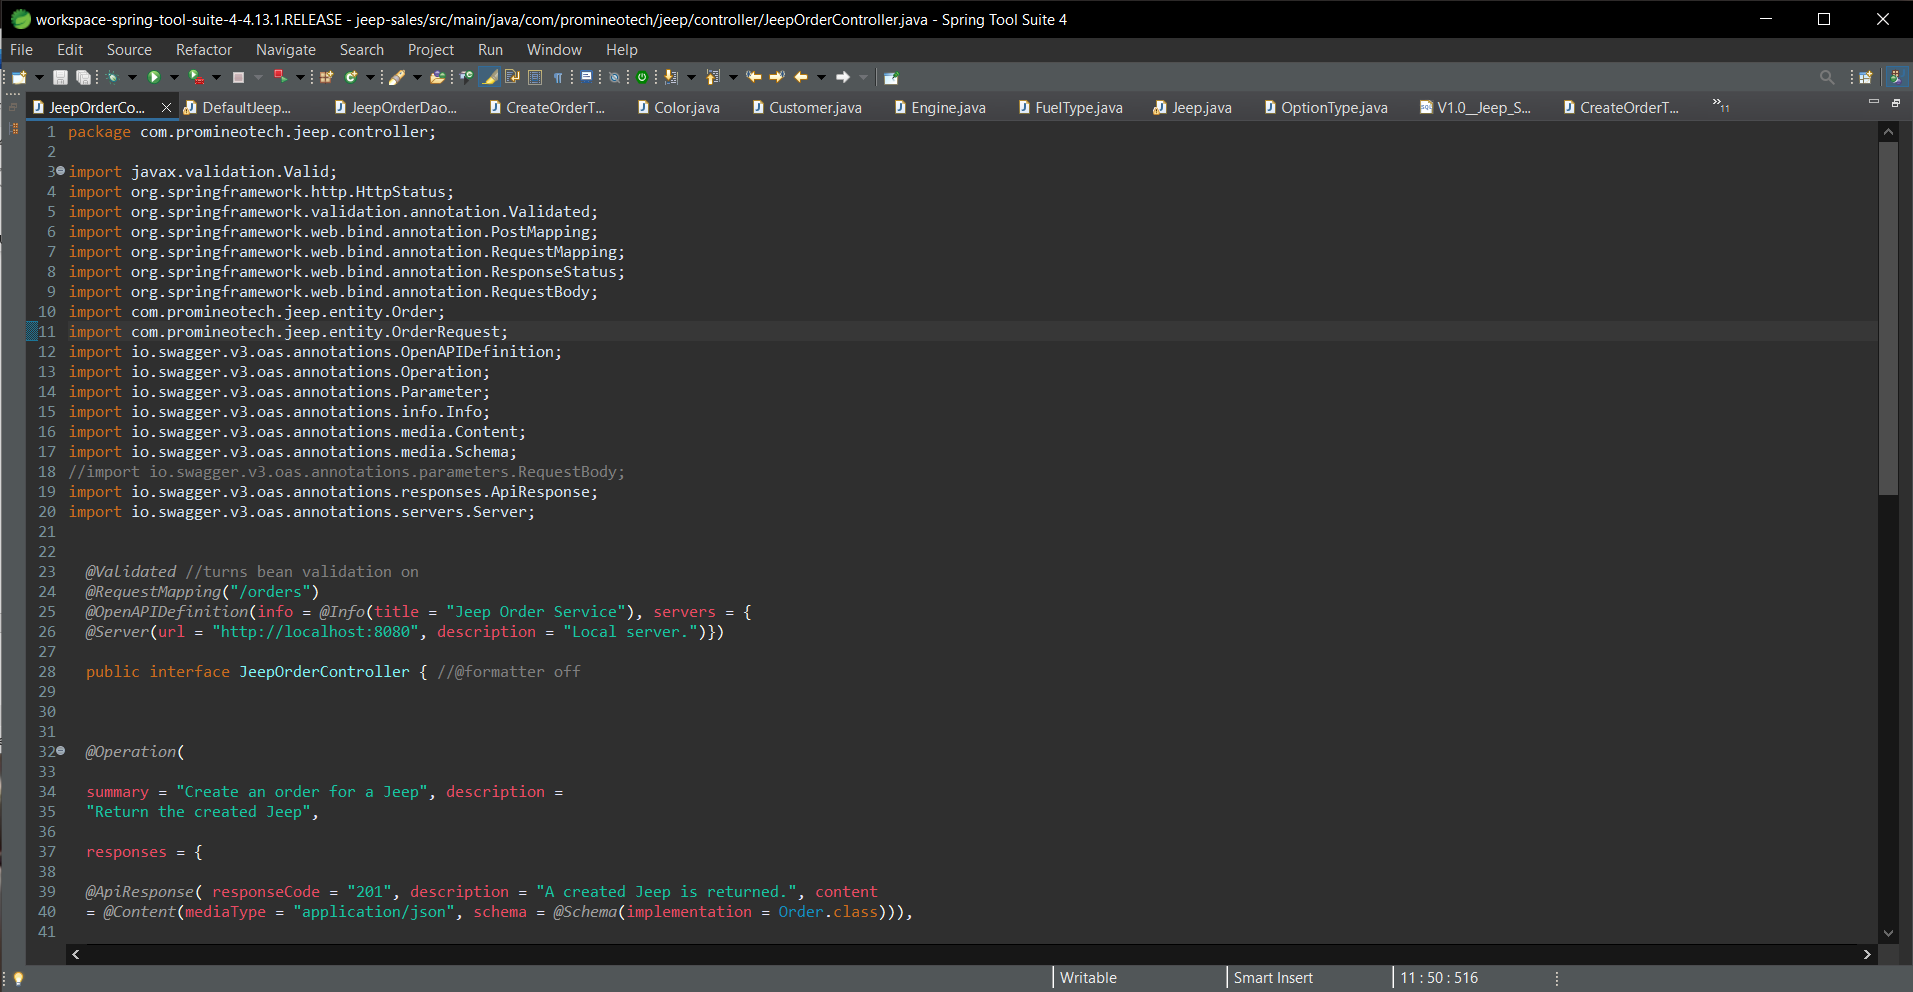 workspace-spring-tool-suite-4-4.13.1.RELEASE - jeep-sales/src/main/java/com/promineotech/jeep/controller/JeepOrderController.java - Spring Tool Suite 4
File Edit Source Refactor Navigate Search Project Run Window Help
JeepOrderCo... DefaultJeep... JeepOrderDao... CreateOrderT... Color.java Customer.java Engine.java FuelType.java Jeep.java OptionType.java V1.0__Jeep_S... CreateOrderT... »11
1 package com.promineotech.jeep.controller;
2
3 import javax.validation.Valid;
4 import org.springframework.http.HttpStatus;
5 import org.springframework.validation.annotation.Validated;
6 import org.springframework.web.bind.annotation.PostMapping;
7 import org.springframework.web.bind.annotation.RequestMapping;
8 import org.springframework.web.bind.annotation.ResponseStatus;
9 import org.springframework.web.bind.annotation.RequestBody;
10 import com.promineotech.jeep.entity.Order;
11 import com.promineotech.jeep.entity.OrderRequest;
12 import io.swagger.v3.oas.annotations.OpenAPIDefinition;
13 import io.swagger.v3.oas.annotations.Operation;
14 import io.swagger.v3.oas.annotations.Parameter;
15 import io.swagger.v3.oas.annotations.info.Info;
16 import io.swagger.v3.oas.annotations.media.Content;
17 import io.swagger.v3.oas.annotations.media.Schema;
18 //import io.swagger.v3.oas.annotations.parameters.RequestBody;
19 import io.swagger.v3.oas.annotations.responses.ApiResponse;
20 import io.swagger.v3.oas.annotations.servers.Server;
21
22
23 @Validated //turns bean validation on
24 @RequestMapping("/orders")
25 @OpenAPIDefinition(info = @Info(title = "Jeep Order Service"), servers = {
26 @Server(url = "http://localhost:8080", description = "Local server.")})
27
28 public interface JeepOrderController { //@formatter off
29
30
31
32 @Operation(
33
34 summary = "Create an order for a Jeep", description =
35 "Return the created Jeep",
36
37 responses = {
38
39 @ApiResponse( responseCode = "201", description = "A created Jeep is returned.", content
40 = @Content(mediaType = "application/json", schema = @Schema(implementation = Order.class))),
41
Writable Smart Insert 11 : 50 : 516